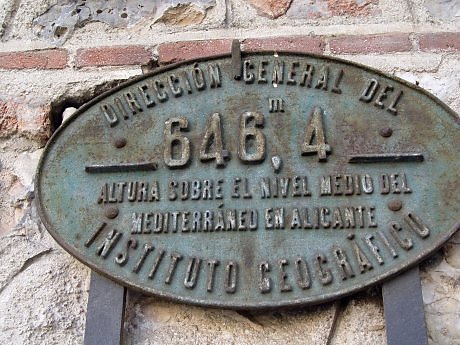 DIRECCIÓN GENERAL DEL
m
646,4
ALTURA SOBRE EL NIVEL MEDIO DEL
MEDITERRÁNEO EN ALICANTE
INSTITUTO GEOGRÁFICO